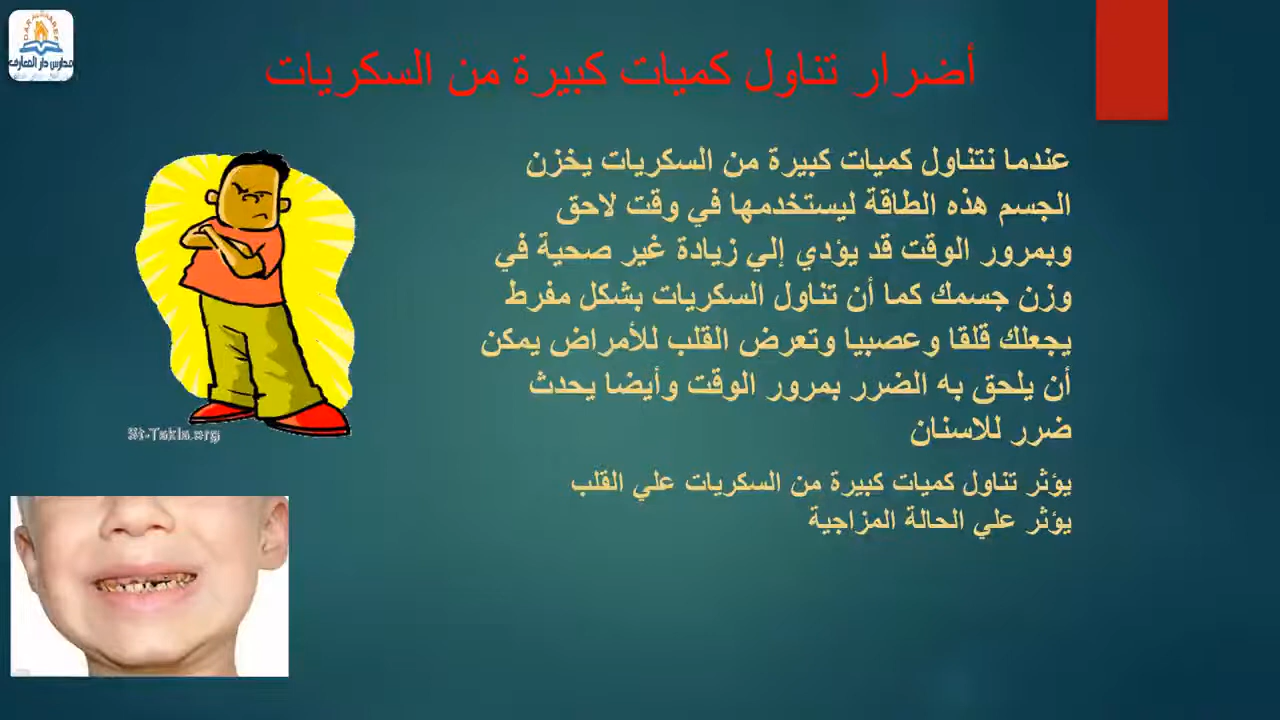 أضرار تناول كميات كبيرة من السكريات
عندما نتناول كميات كبيرة من السكريات يخزن
الجسم هذه الطاقة ليستخدمها في وقت لاحق
وبمرور الوقت قد يؤدي إلي زيادة غير صحية في
وزن جسمك كما أن تناول السكريات بشكل مفرط
يجعلك قلقا وعصبيا وتعرض القلب للأمراض يمكن
أن يلحق به الضرر بمرور الوقت وأيضا يحدث
ضرر للاسنان
يؤثر تناول كميات كبيرة من السكريات علي القلب
يؤثر علي الحالة المزاجية
مدارس دار المعارف
St-Takla.org